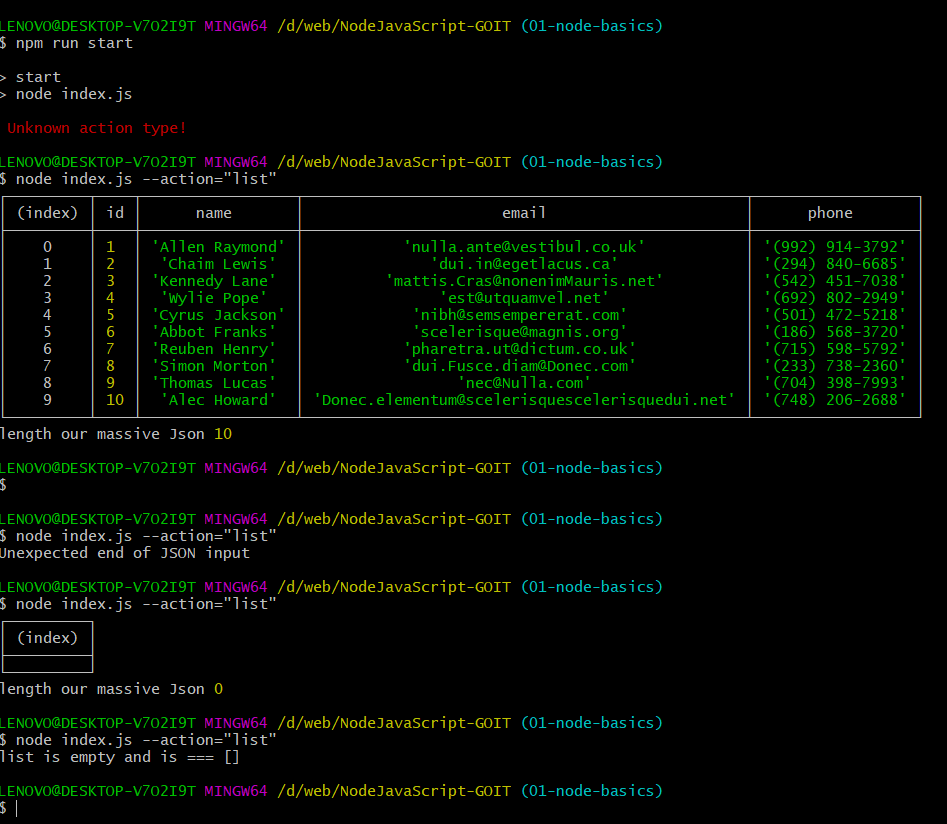 LENOVO@DESKTOP-V7O2I9T MINGW64 /d/web/NodeJavaScript-GOIT (01-node-basics)
$ npm run start
> start
> node index.js
Unknown action type!
LENOVO@DESKTOP-V7O2I9T MINGW64 /d/web/NodeJavaScript-GOIT (01-node-basics)
$ node index.js --action="list"
(index) id name email phone
0 1 'Allen Raymond' 'nulla.ante@vestibul.co.uk' '(992) 914-3792'
1 2 'Chaim Lewis' 'dui.in@egetlacus.ca' '(294) 840-6685'
2 3 'Kennedy Lane' 'mattis.Cras@nonenimMauris.net' '(542) 451-7038'
3 4 'Wylie Pope' 'est@utquamvel.net' '(692) 802-2949'
4 5 'Cyrus Jackson' 'nibh@semsempererat.com' '(501) 472-5218'
5 6 'Abbot Franks' 'scelerisque@magnis.org' '(186) 568-3720'
6 7 'Reuben Henry' 'pharetra.ut@dictum.co.uk' '(715) 598-5792'
7 8 'Simon Morton' 'dui.Fusce.diam@Donec.com' '(233) 738-2360'
8 9 'Thomas Lucas' 'nec@Nulla.com' '(704) 398-7993'
9 10 'Alec Howard' 'Donec.elementum@scelerisquescelerisquedui.net' '(748) 206-2688'
length our massive Json 10
LENOVO@DESKTOP-V7O2I9T MINGW64 /d/web/NodeJavaScript-GOIT (01-node-basics)
$
LENOVO@DESKTOP-V7O2I9T MINGW64 /d/web/NodeJavaScript-GOIT (01-node-basics)
$ node index.js --action="list"
Unexpected end of JSON input
LENOVO@DESKTOP-V7O2I9T MINGW64 /d/web/NodeJavaScript-GOIT (01-node-basics)
$ node index.js --action="list"
(index)
length our massive Json 0
LENOVO@DESKTOP-V7O2I9T MINGW64 /d/web/NodeJavaScript-GOIT (01-node-basics)
$ node index.js --action="list"
list is empty and is === []
LENOVO@DESKTOP-V7O2I9T MINGW64 /d/web/NodeJavaScript-GOIT (01-node-basics)
$